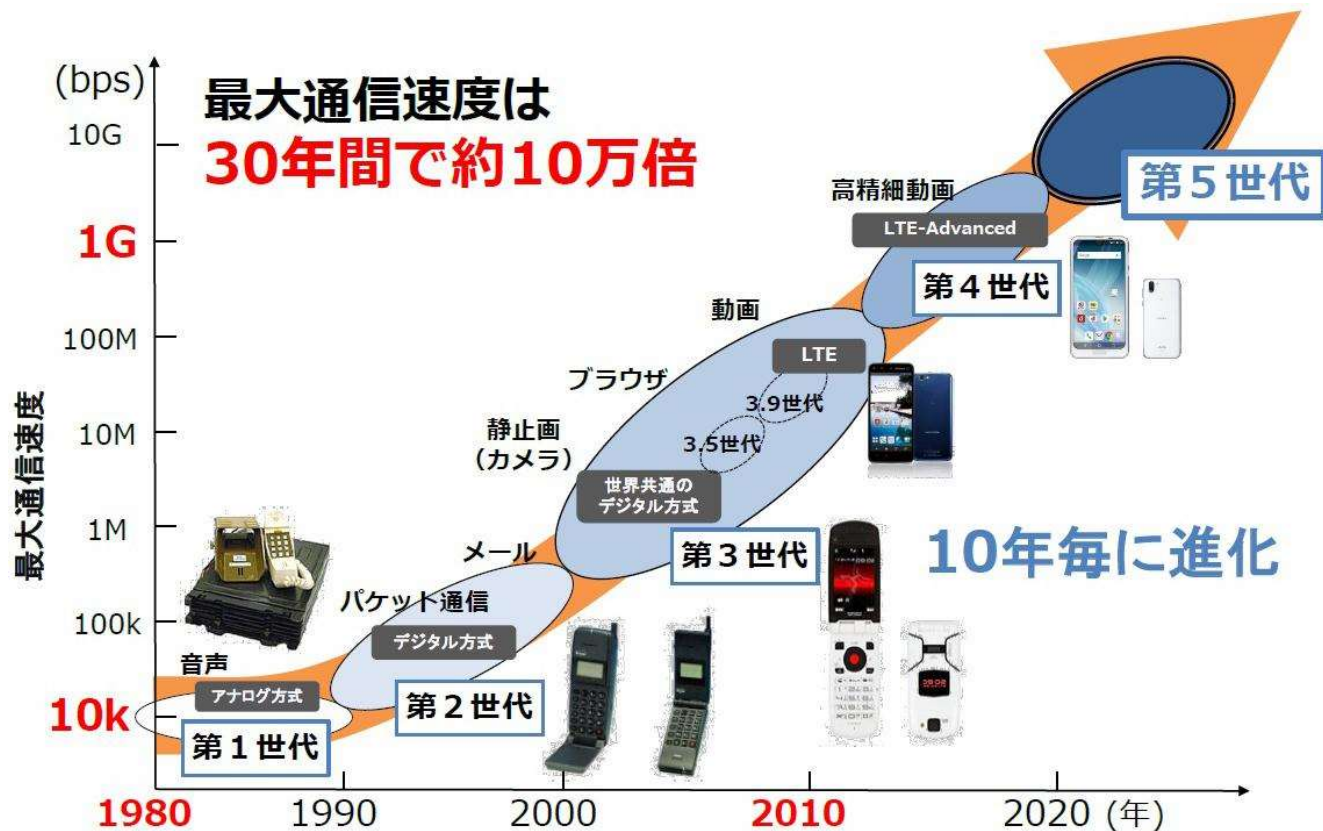 (bps)
最大通信速度は
30年間で約10万倍
10G
1G
100M
10M
1M
100k
10k
最大通信速度
第５世代
高精細動画
LTE-Advanced
第４世代
動画
LTE
ブラウザ
3.9世代
3.5世代
静止画
（カメラ）
世界共通の
デジタル方式
第３世代
10年毎に進化
メール
パケット通信
デジタル方式
第２世代
音声
アナログ方式
第１世代
1980
1990
2000
2010
2020 (年)